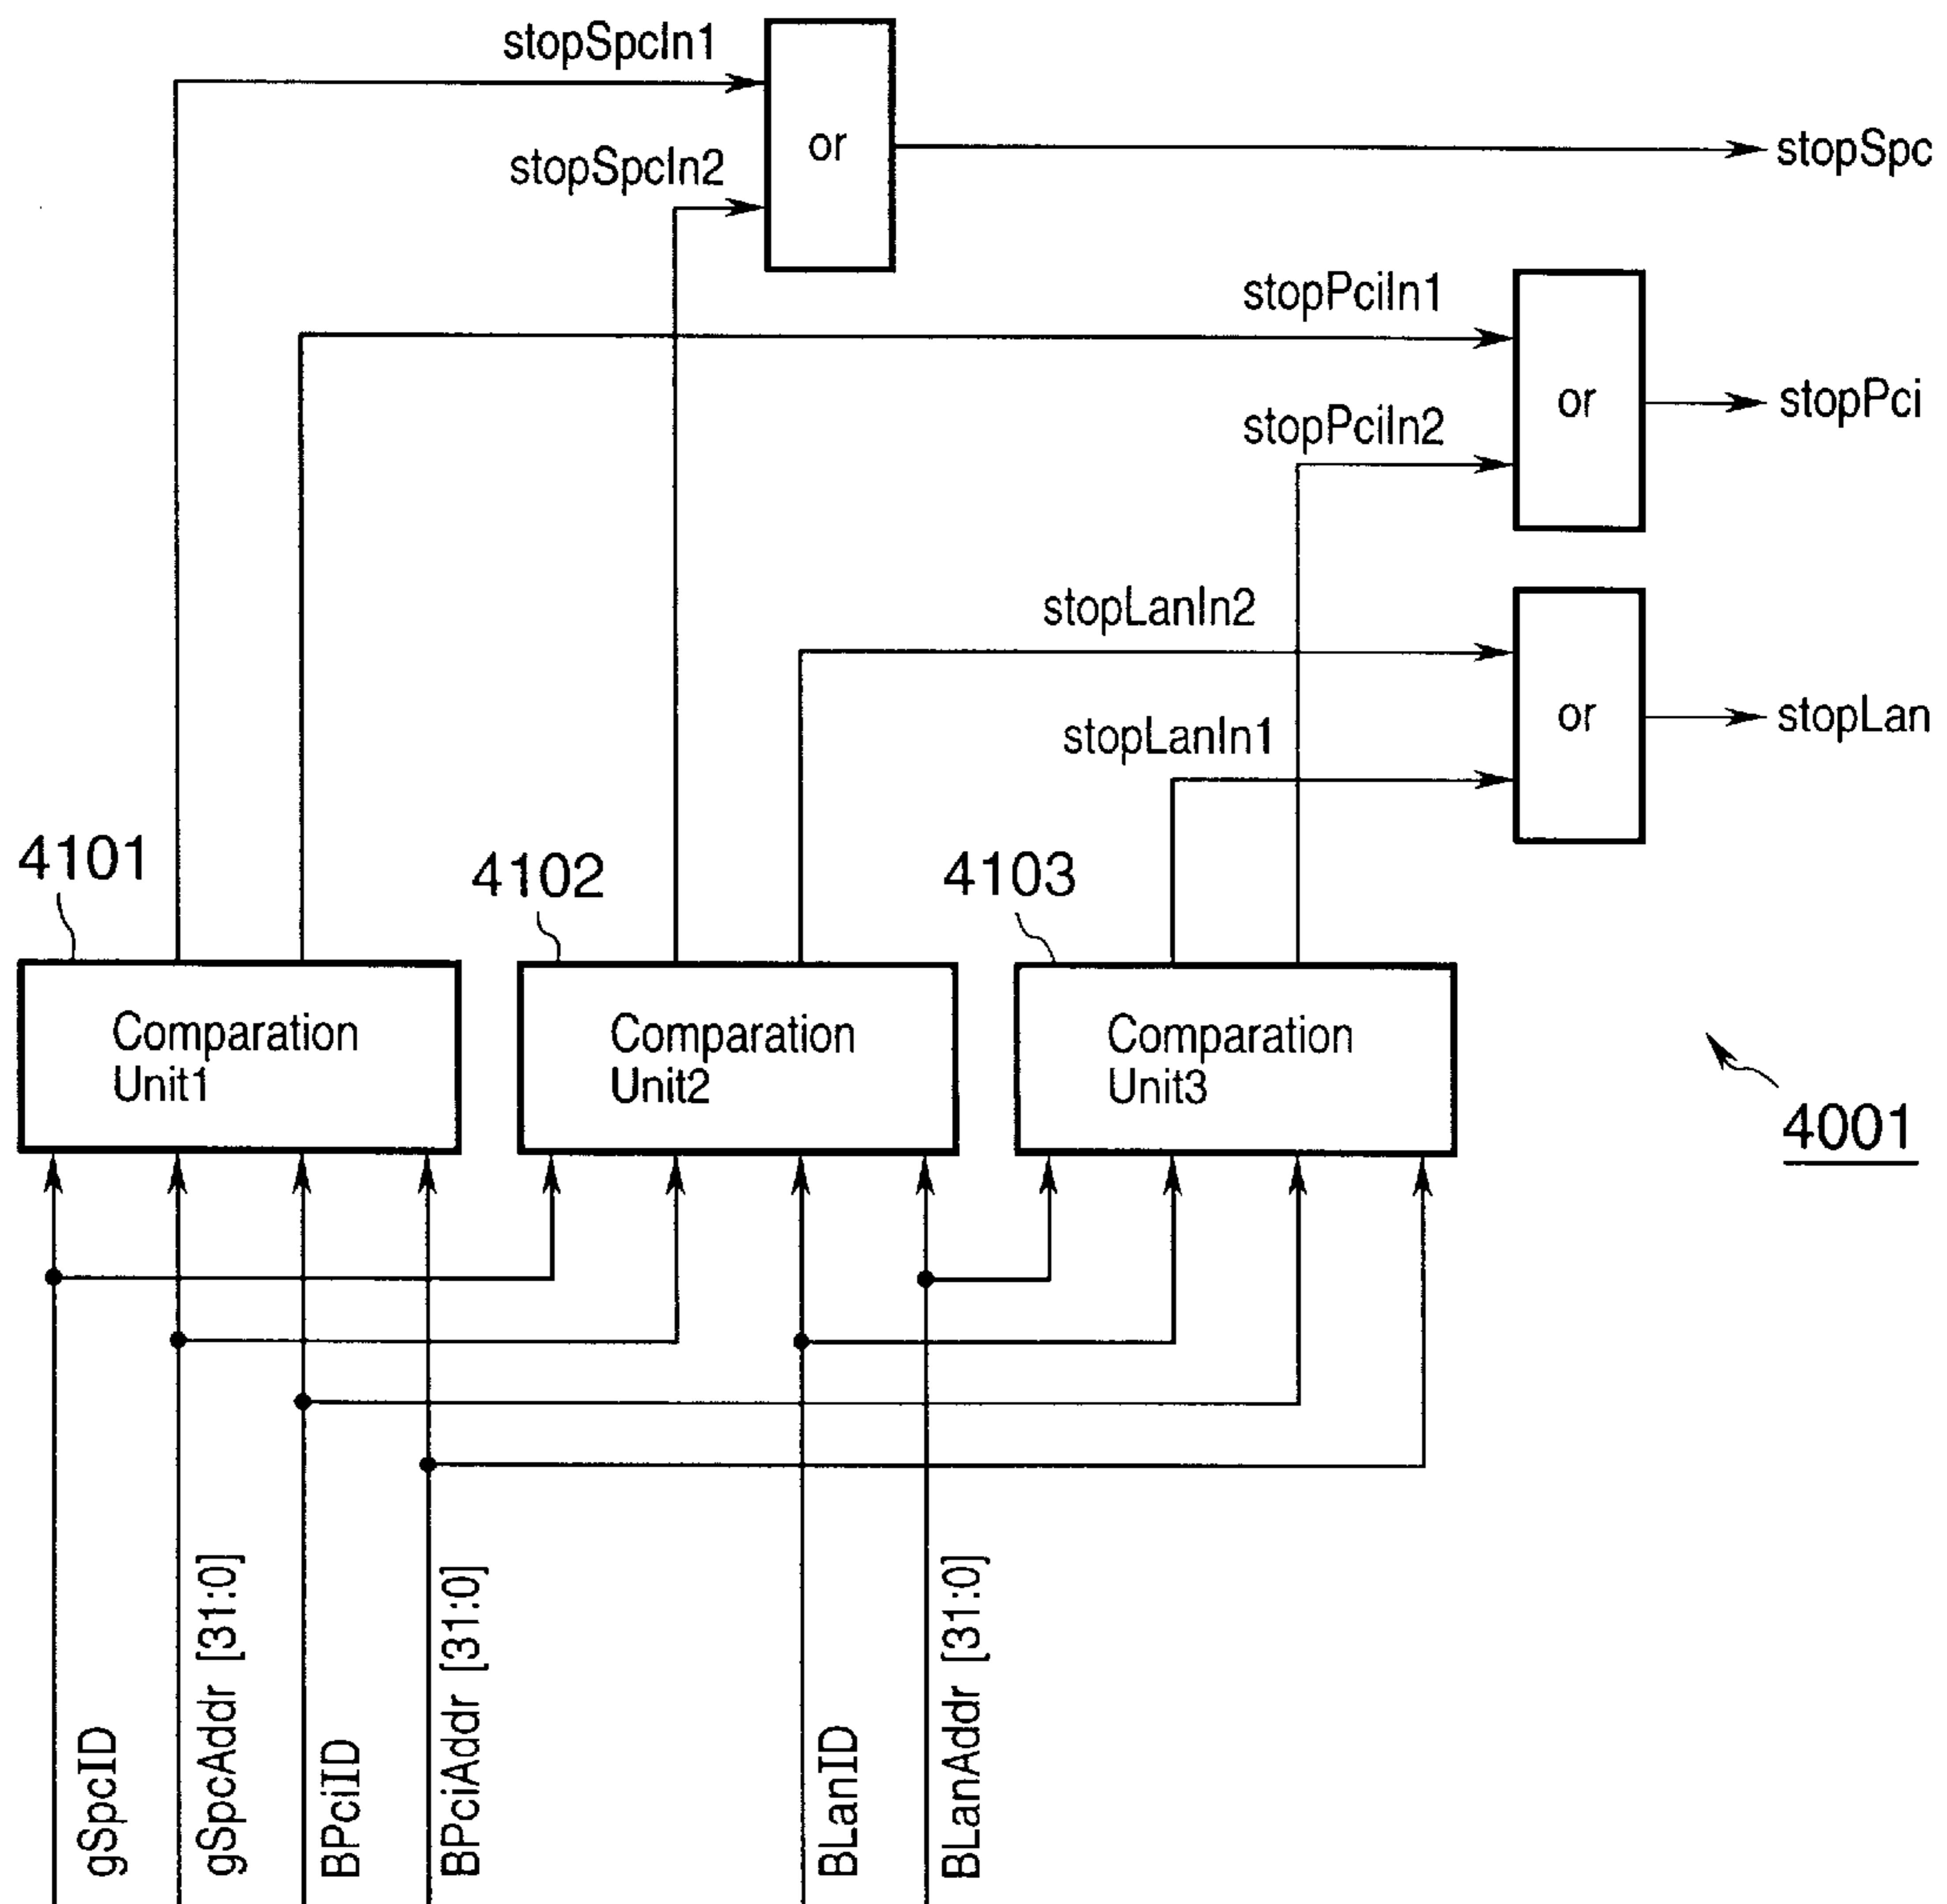 stopSpcIn1
or
stopSpcIn2
stopSpc
stopPciIn1
or
stopPci
stopPciIn2
stopLanIn2
or
stopLan
stopLanIn1
4101
4102
4103
Comparation
Unit1
Comparation
Unit2
Comparation
Unit3
4001
gSpcID
gSpcAddr [31:0]
BPciID
BPciAddr [31:0]
BLanID
BLanAddr [31:0]